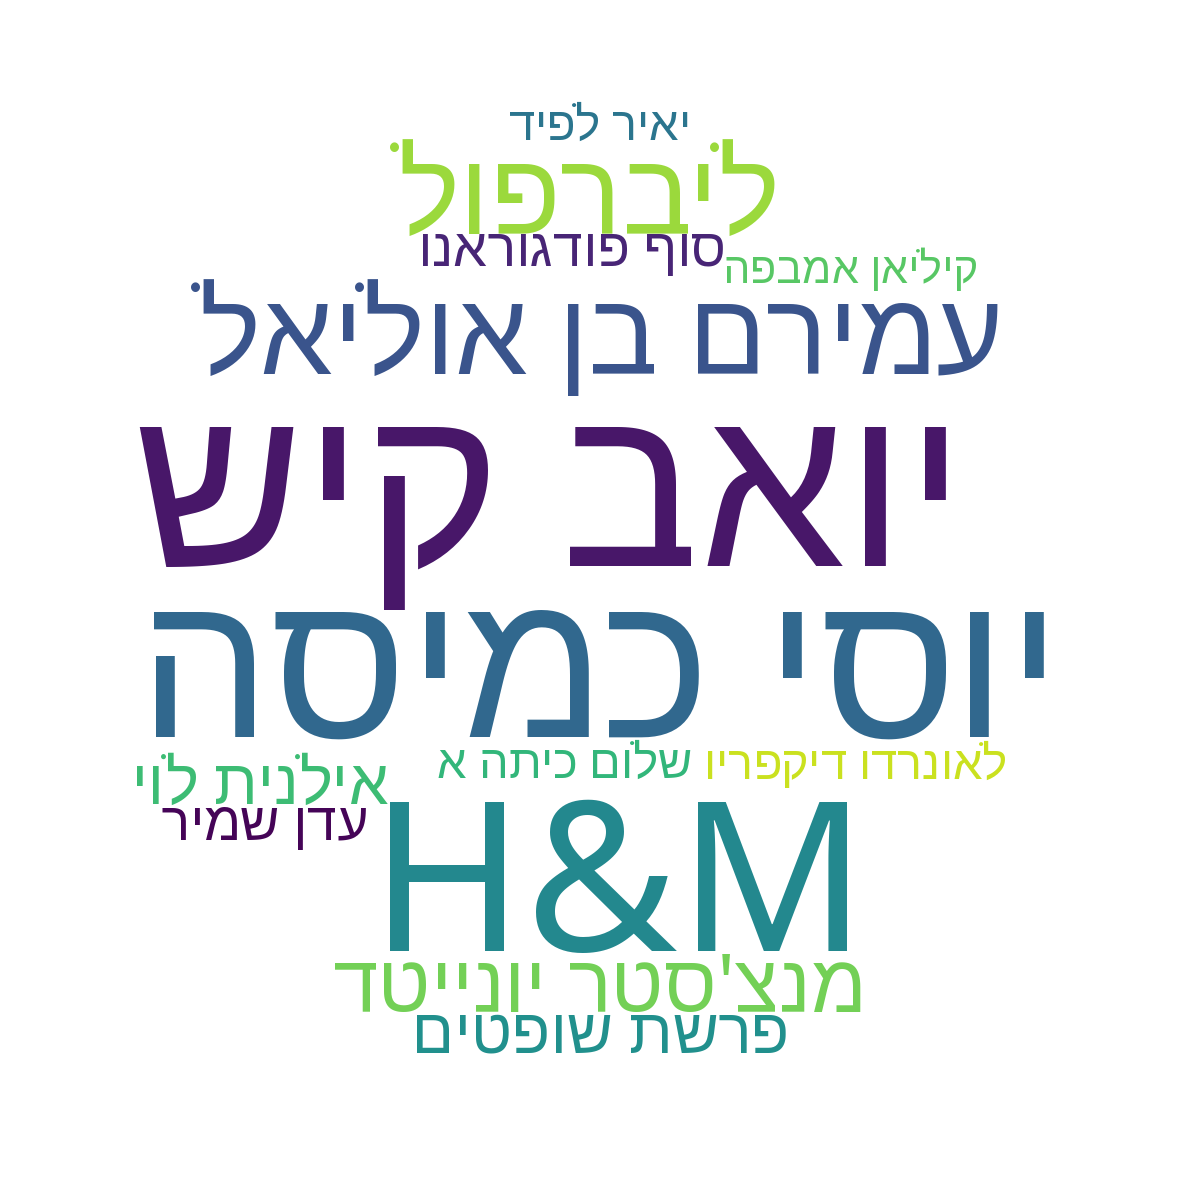 יאיר לפיד
ליברפול
סוף פודגוראנו
קיליאן אמבפה
עמירם בן אוליאל
יואב קיש
יוסי כמיסה
לאונרדו דיקפריו
שלום כיתה א
אילנית לוי
עדן שמיר
H&M
מנצ'סטר יונייטד
פרשת שופטים